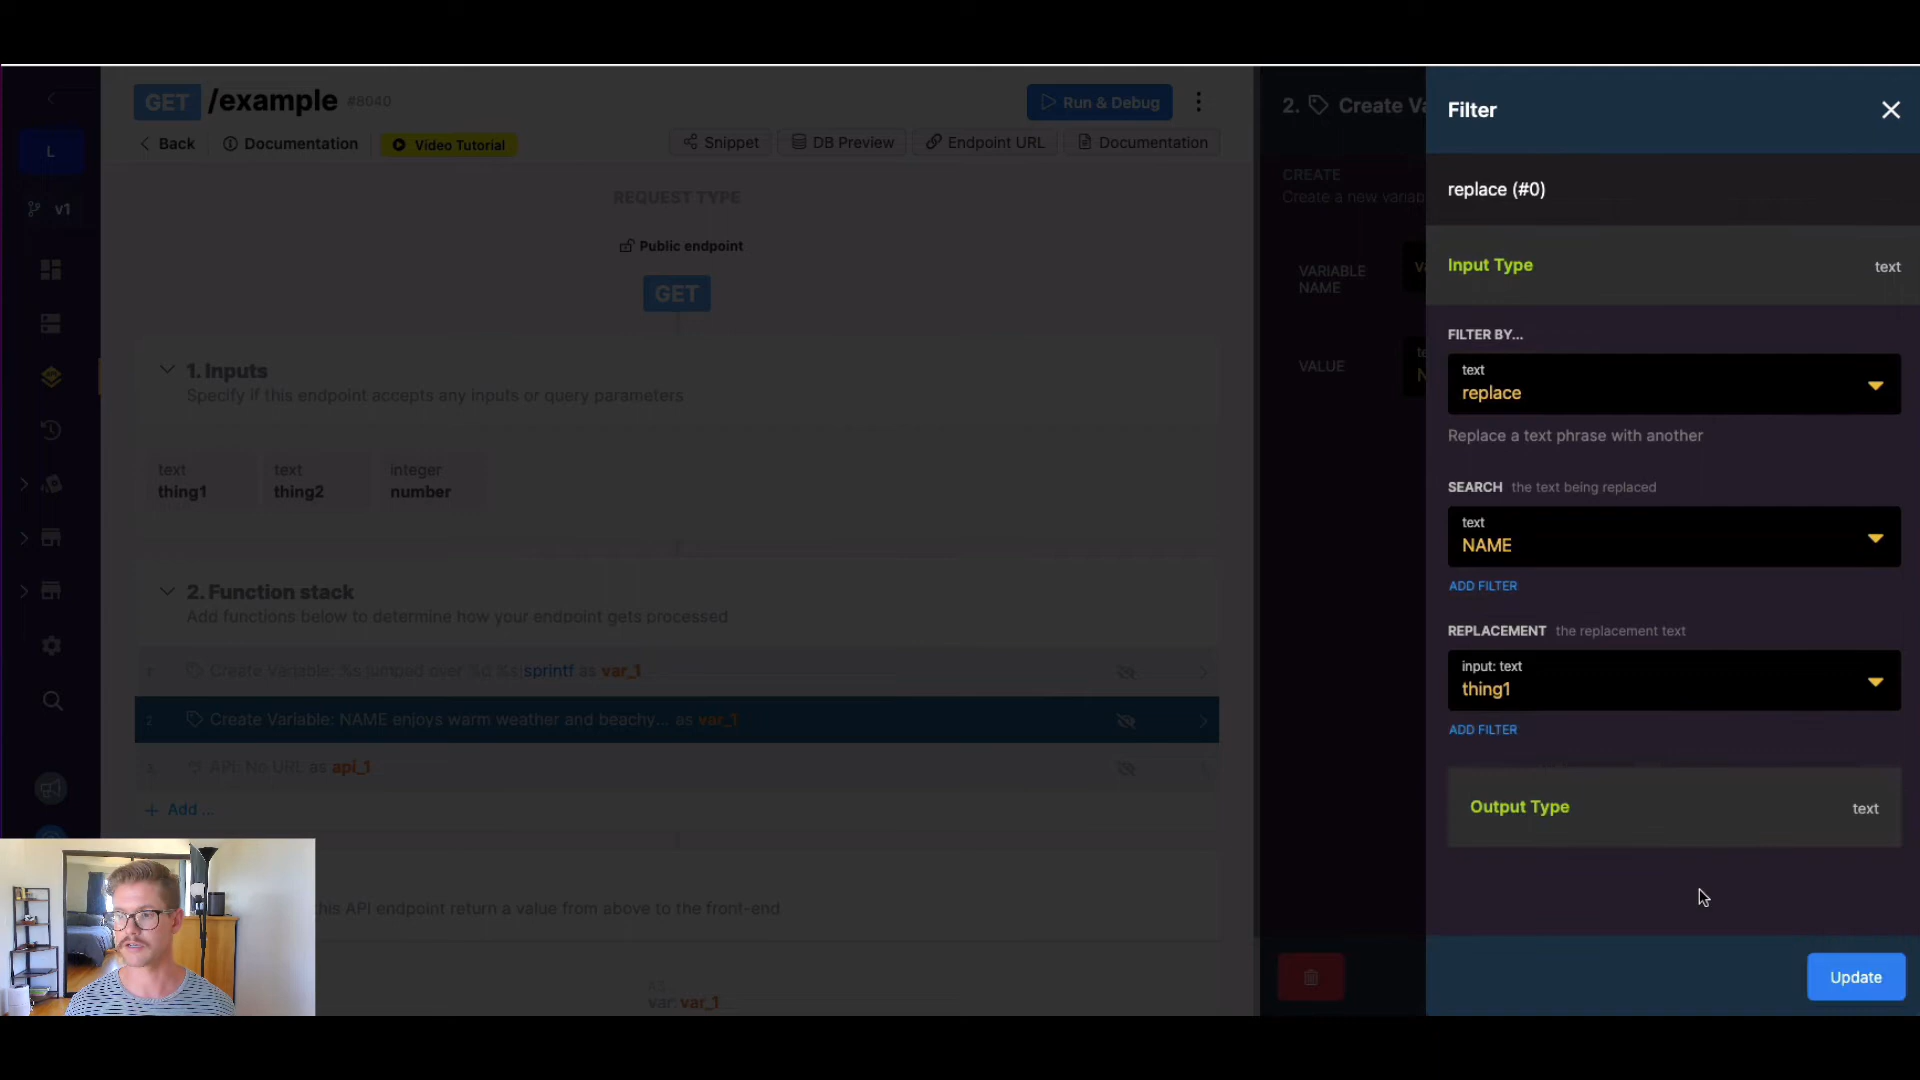 GET /example #8040
Run & Debug
Back
Documentation
Video Tutorial
Snippet
DB Preview
Endpoint URL
Documentation
L
v1
REQUEST TYPE
Public endpoint
GET
1. Inputs
Specify if this endpoint accepts any inputs or query parameters
text
thing1
text
thing2
integer
number
2. Function stack
Add functions below to determine how your endpoint gets processed
1 Create Variable: %s jumped over %d %s|sprintf as var_1
2 Create Variable: NAME enjoys warm weather and beachy... as var_1
3. API: No URL as api_1
Add ...
this API endpoint return a value from above to the front-end
var: var_1
2. Create Va
CREATE
Create a new variab
VARIABLE
NAME
VALUE
Filter
replace (#0)
Input Type text
FILTER BY...
text
replace
Replace a text phrase with another
SEARCH the text being replaced
text
NAME
ADD FILTER
REPLACEMENT the replacement text
input: text
thing1
ADD FILTER
Output Type text
Update